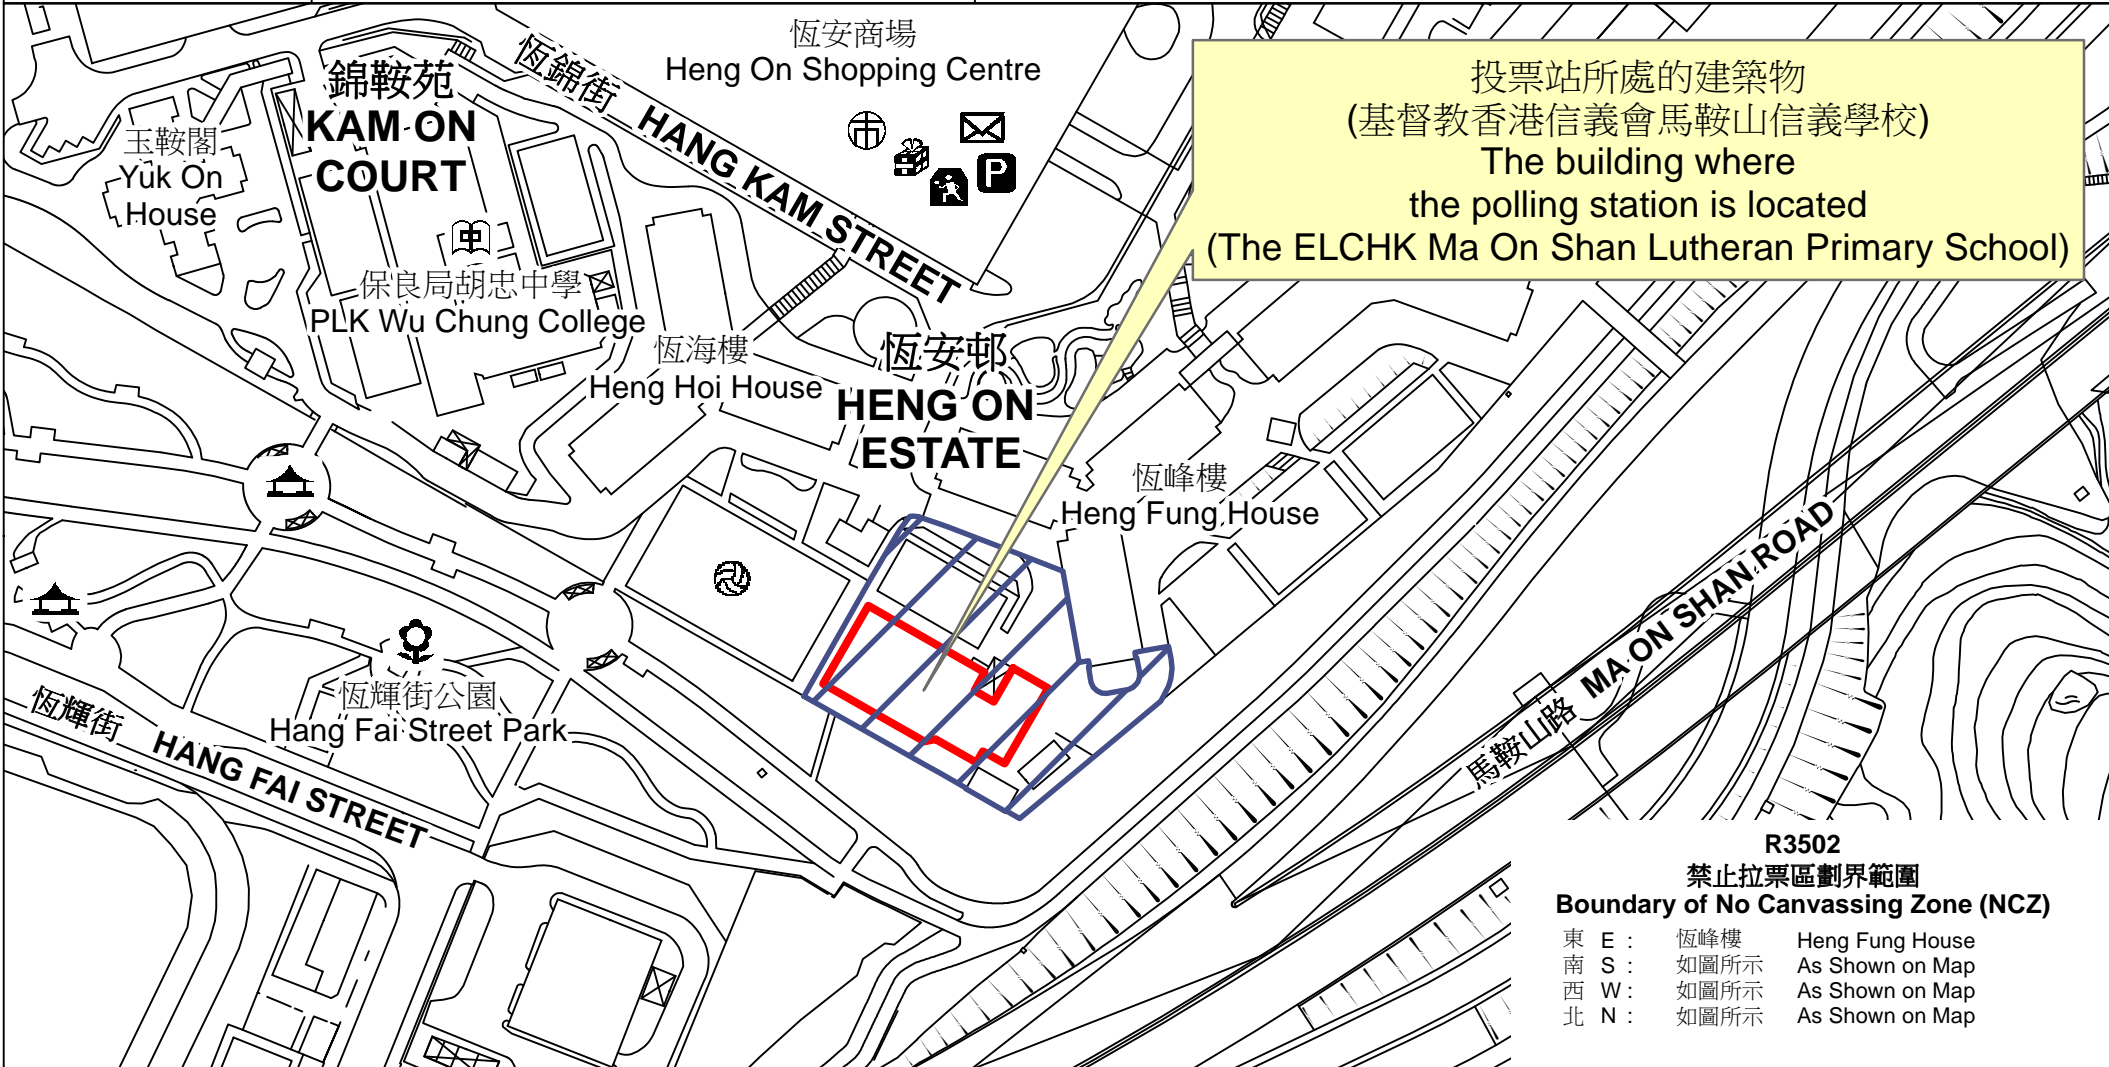 恆安商場
Heng On Shopping Centre
錦鞍苑
KAM ON
COURT
恆錦街 HANG KAM STREET
玉鞍閣
Yuk On
House
投票站所處的建築物
(基督教香港信義會馬鞍山信義學校)
The building where
the polling station is located
(The ELCHK Ma On Shan Lutheran Primary School)
P
中
保良局胡忠中學
PLK Wu Chung College
恆海樓
Heng Hoi House
恆安邨
HENG ON
ESTATE
恆峰樓
Heng Fung House
恆輝街公園
Hang Fai Street Park
恆輝街 HANG FAI STREET
馬鞍山路 MA ON SHAN ROAD
R3502
禁止拉票區劃界範圍
Boundary of No Canvassing Zone (NCZ)
東 E : 恆峰樓 Heng Fung House
南 S : 如圖所示 As Shown on Map
西 W : 如圖所示 As Shown on Map
北 N : 如圖所示 As Shown on Map